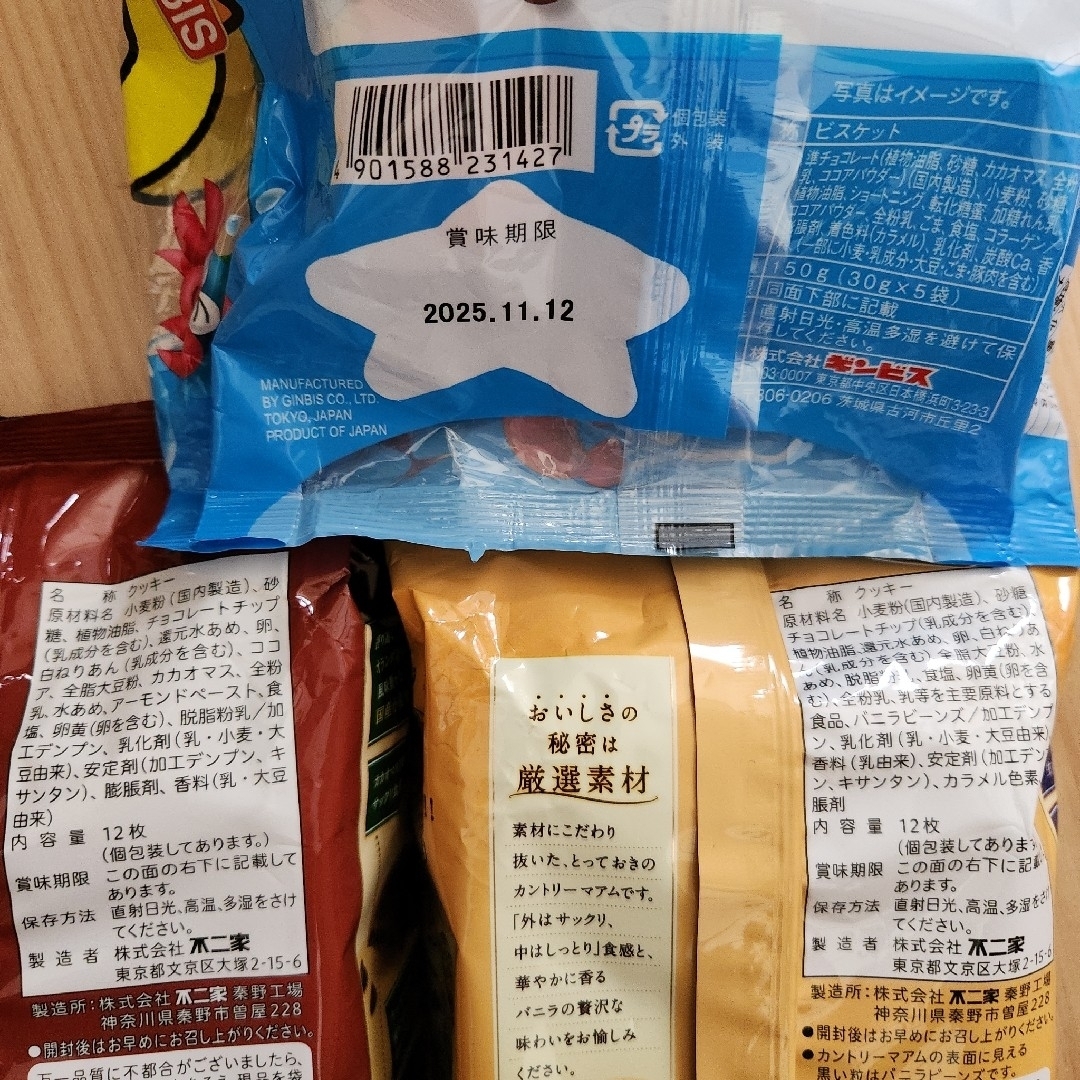 BIS
4 901588 231427
プラ
個包装
外 装
賞味期限
2025.11.12
MANUFACTURED
BY GINBIS CO., LTD.
TOKYO, JAPAN
PRODUCT OF JAPAN
写真はイメージです。
称 ビスケット
準チョコレート(植物油脂、砂糖、カカオマス、全粉
乳、ココアパウダー)(国内製造)、小麦粉、砂糖、
植物油脂、ショートニング、転化糖蜜、加糖れん乳、
ココアパウダー、全粉乳、ごま、食塩、コラーゲン/
膨脹剤、着色料(カラメル)、乳化剤、炭酸Ca、香
(一部に小麦・乳成分・大豆・ごま・豚肉を含む)
150g(30g×5袋)
同面下部に記載
直射日光・高温多湿を避けて保
存してください。
株式会社 ギンビス
103-0007 東京都中央区日本橋浜町3-23-3
306-0206 茨城県古河市丘里2
名 称 クッキー
原材料名 小麦粉(国内製造)、砂
糖、植物油脂、チョコレートチップ
(乳成分を含む)、還元水あめ、卵、
白ねりあん(乳成分を含む)、ココ
ア、全脂大豆粉、カカオマス、全粉
乳、水あめ、アーモンドペースト、食
塩、卵黄(卵を含む)、脱脂粉乳/加
工デンプン、乳化剤(乳・小麦・大
豆由来)、安定剤(加工デンプン、キ
サンタン)、膨脹剤、香料(乳・大豆
由来)
内 容 量 12枚
(個包装してあります。)
賞味期限 この面の右下に記載して
あります。
保存方法 直射日光、高温、多湿をさけ
てください。
製 造 者 株式会社 不二家
東京都文京区大塚2-15-6
製造所:株式会社 不二家 秦野工場
神奈川県秦野市曽屋228
●開封後はお早めにお召し上がりください。
万一品質に不都合がございましたら、
おいしさの
秘密は
厳選素材
素材にこだわり
抜いた、とっておきの
カントリーマアムです。
「外はサックリ、
中はしっとり」食感と、
華やかに香る
バニラの贅沢な
味わいをお愉しみ
ください。
名 称 クッキー
原材料名 小麦粉(国内製造)、砂糖、
チョコレートチップ(乳成分を含む)、
植物油脂、還元水あめ、卵、白ねりあ
ん(乳成分を含む)、全脂大豆粉、水
あめ、脱脂粉乳、食塩、卵黄(卵を含
む)、全粉乳、乳等を主要原料とする
食品、バニラビーンズ/加工デンプ
ン、乳化剤(乳・小麦・大豆由来)、
香料(乳由来)、安定剤(加工デンプ
ン、キサンタン)、カラメル色素、
脹剤
内 容 量 12枚
(個包装してあります。)
賞味期限 この面の右下に記載
あります。
保存方法 直射日光、高温、多湿をさ
てください。
製 造 者 株式会社 不二家
東京都文京区大塚2-15-6
製造所:株式会社 不二家 秦野工場
神奈川県秦野市曽屋228
●開封後はお早めにお召し上がりください。
●カントリーマアムの表面に見える
黒い粒はバニラビーンズです。